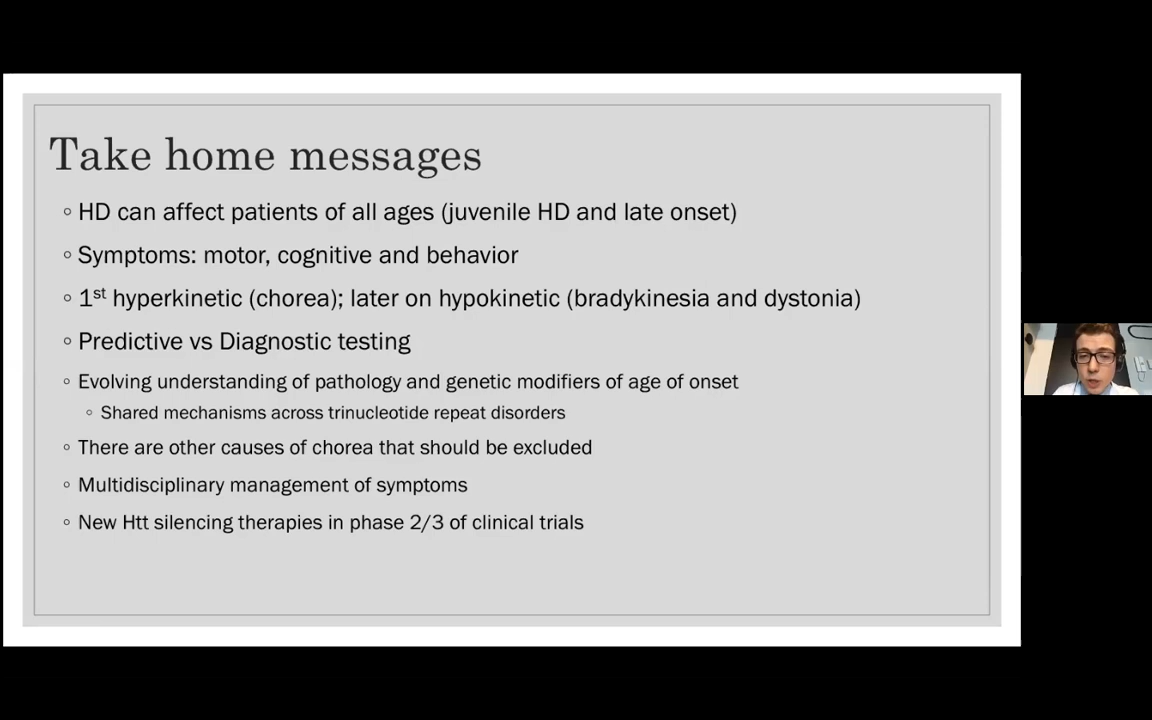 Take home messages
◦ HD can affect patients of all ages (juvenile HD and late onset)
◦ Symptoms: motor, cognitive and behavior
◦ 1st hyperkinetic (chorea); later on hypokinetic (bradykinesia and dystonia)
◦ Predictive vs Diagnostic testing
◦ Evolving understanding of pathology and genetic modifiers of age of onset
◦ Shared mechanisms across trinucleotide repeat disorders
◦ There are other causes of chorea that should be excluded
◦ Multidisciplinary management of symptoms
◦ New Htt silencing therapies in phase 2/3 of clinical trials